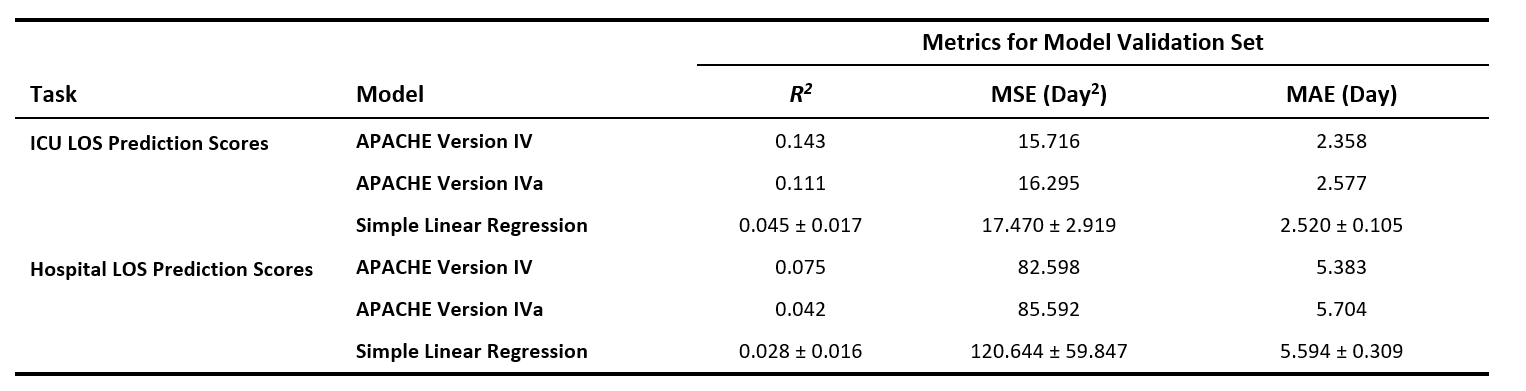 Metrics for Model Validation Set
Task Model R² MSE (Day²) MAE (Day)
ICU LOS Prediction Scores APACHE Version IV 0.143 15.716 2.358
APACHE Version IVa 0.111 16.295 2.577
Simple Linear Regression 0.045 ± 0.017 17.470 ± 2.919 2.520 ± 0.105
Hospital LOS Prediction Scores APACHE Version IV 0.075 82.598 5.383
APACHE Version IVa 0.042 85.592 5.704
Simple Linear Regression 0.028 ± 0.016 120.644 ± 59.847 5.594 ± 0.309